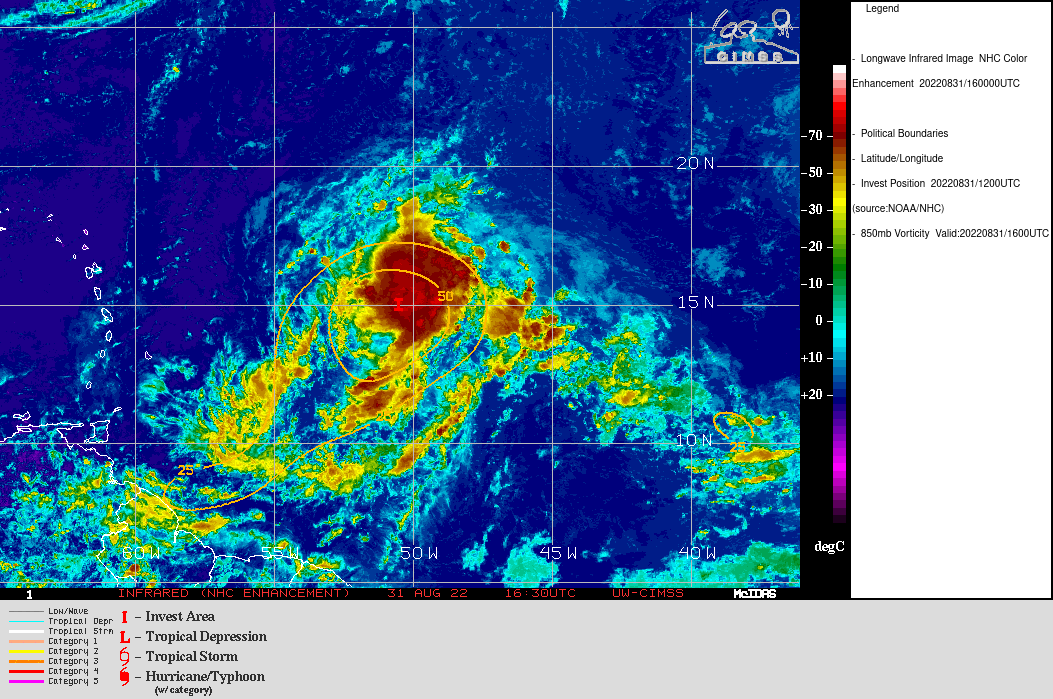 Legend
- Longwave Infrared Image NHC Color
Enhancement 20220831/160000UTC
- Political Boundaries
- Latitude/Longitude
- Invest Position 20220831/1200UTC
(source:NOAA/NHC)
- 850mb Vorticity Valid:20220831/1600UTC
CIMSS
-70
-50
-30
-20
-10
0
+10
+20
degC
20 N
15 N
10 N
50
25
25
60 W
55 W
50 W
45 W
40 W
1 INFRARED (NHC ENHANCEMENT) 31 AUG 22 16:30UTC UW-CIMSS McIDAS
Low/Wave
Tropical Depr
Tropical Strm
Category 1
Category 2
Category 3
Category 4
Category 5
I - Invest Area
L - Tropical Depression
- Tropical Storm
- Hurricane/Typhoon
(w/ category)